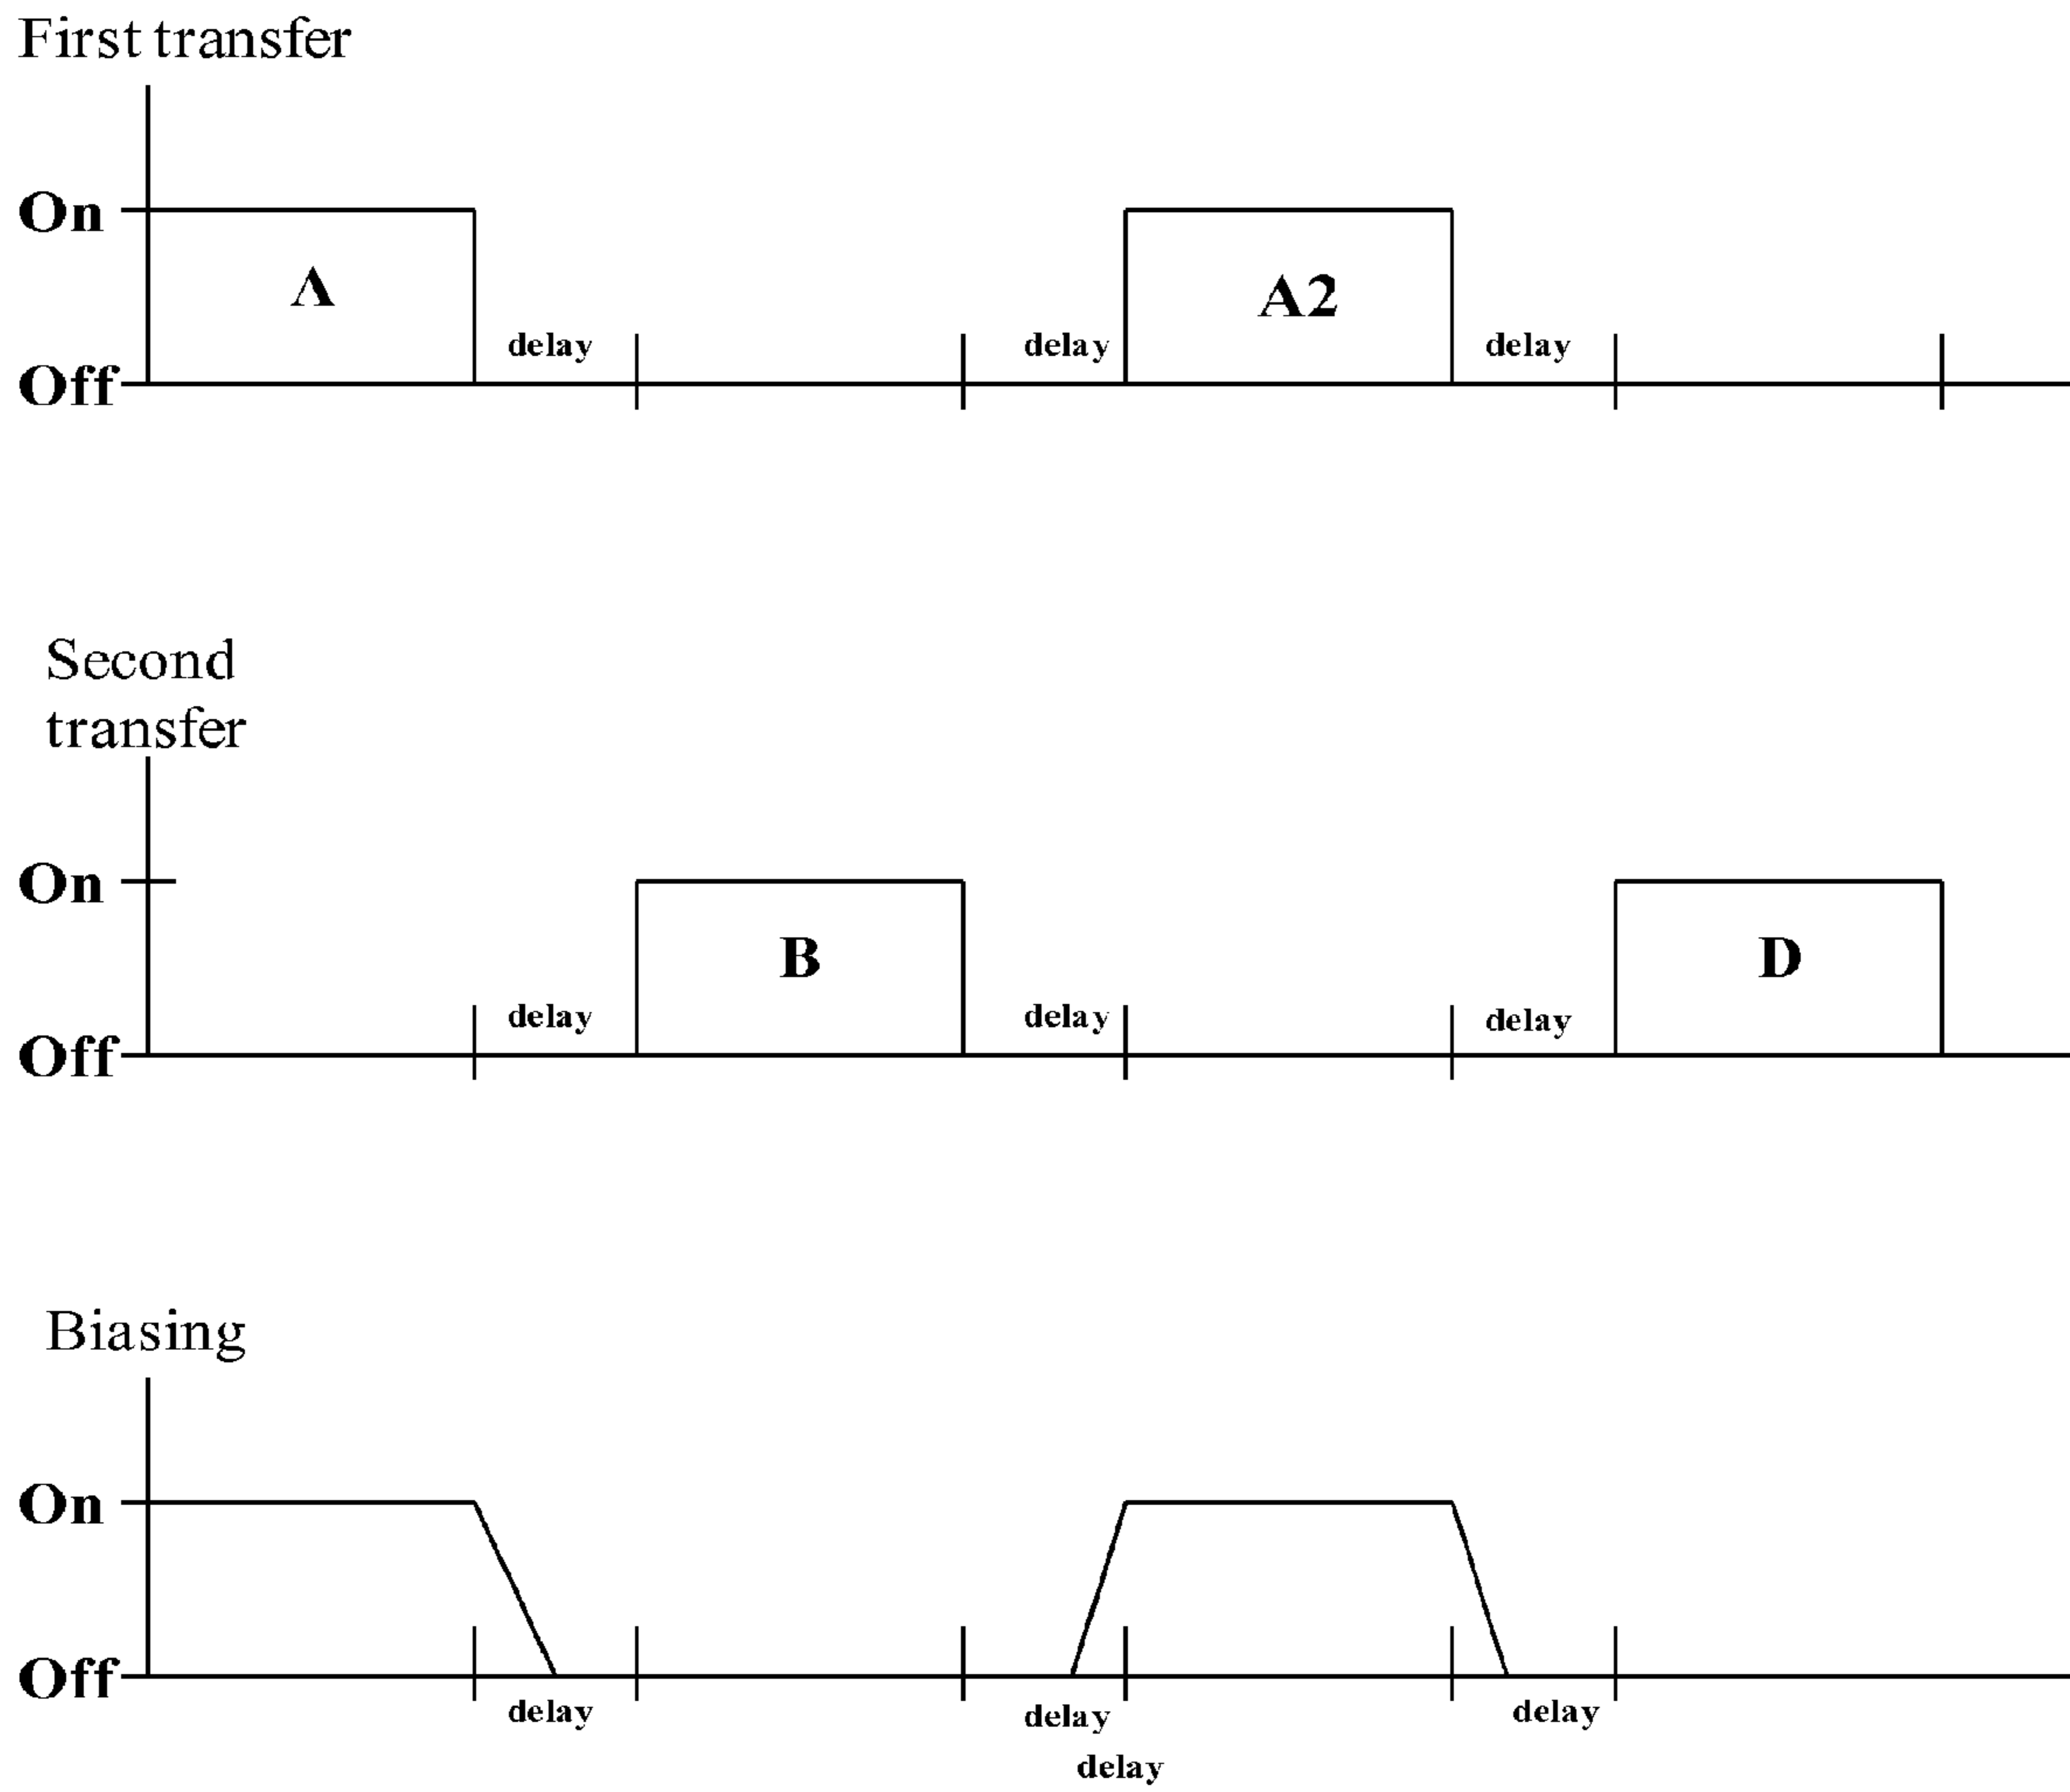 First transfer
On
A
A2
delay
delay
delay
Off
Second
transfer
On
B
D
delay
delay
delay
Off
Biasing
On
Off
delay
delay
delay
delay